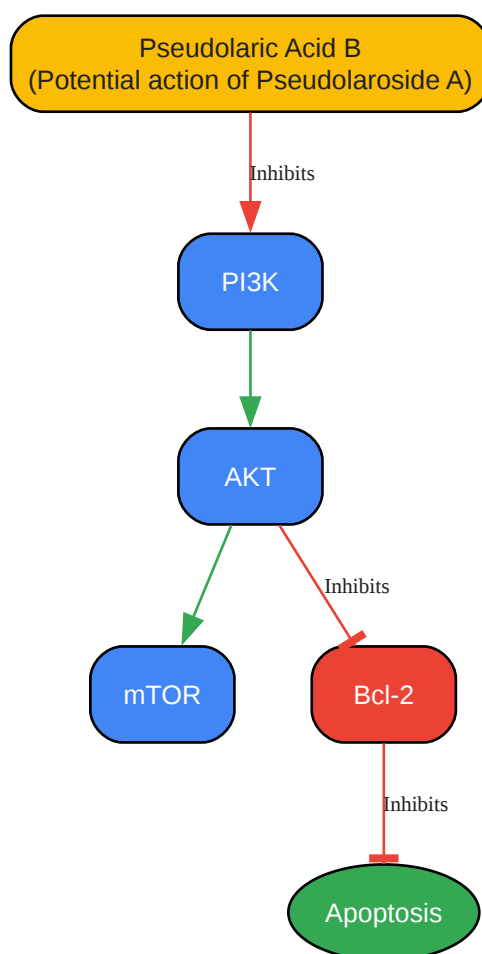 Pseudolaric Acid B
(Potential action of Pseudolaroside A)
Inhibits
PI3K
AKT
Inhibits
mTOR
Bcl-2
Inhibits
Apoptosis